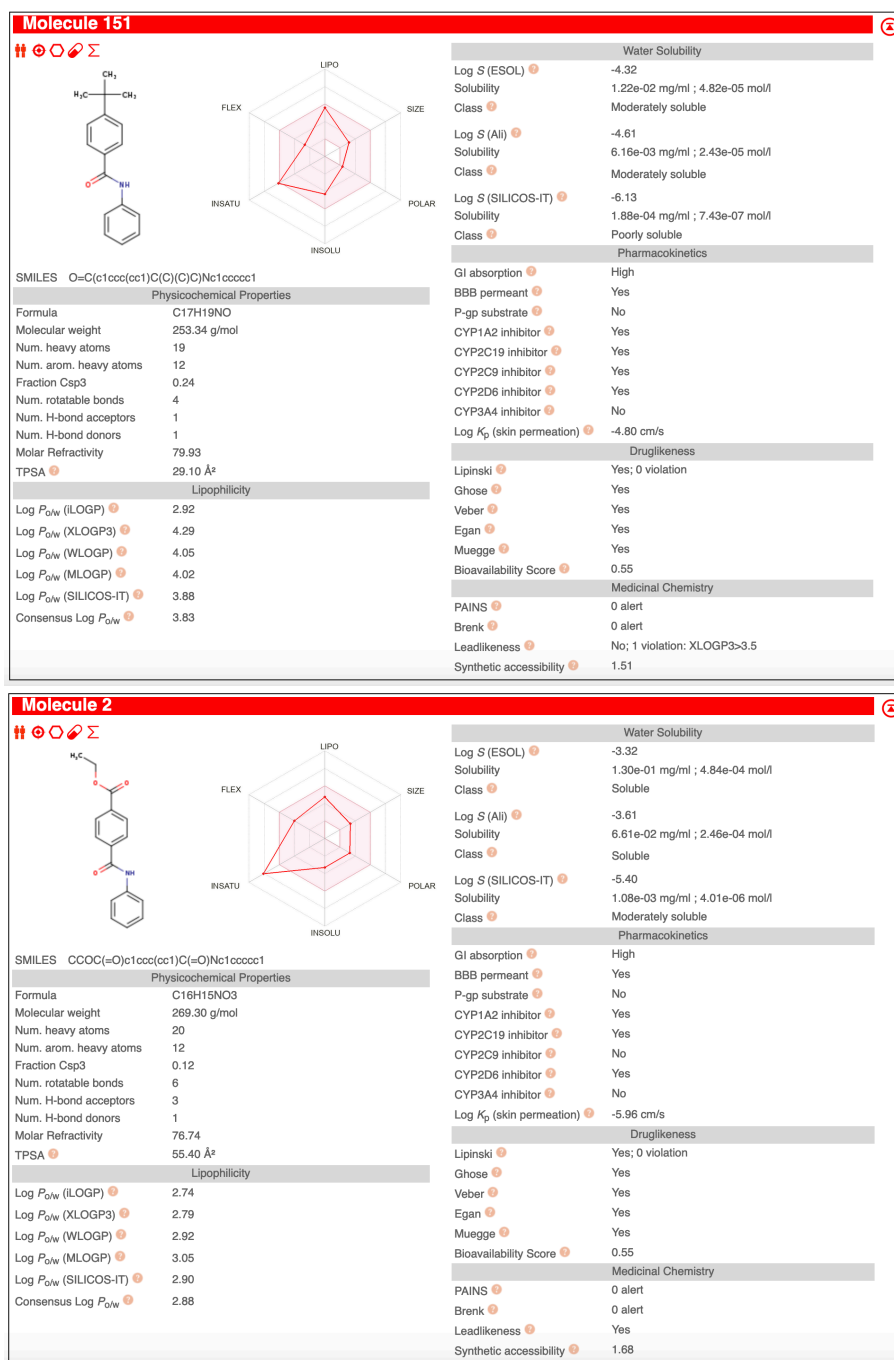 Molecule 151
CH₃
H₃C
CH₃
O
NH
LIPO
FLEX
SIZE
INSATU
POLAR
INSOLU
SMILES O=C(c1ccc(cc1)C(C)(C)C)Nc1ccccc1
Physicochemical Properties
Formula C17H19NO
Molecular weight 253.34 g/mol
Num. heavy atoms 19
Num. arom. heavy atoms 12
Fraction Csp3 0.24
Num. rotatable bonds 4
Num. H-bond acceptors 1
Num. H-bond donors 1
Molar Refractivity 79.93
TPSA ? 29.10 Å²
Lipophilicity
Log Po/w (iLOGP) ? 2.92
Log Po/w (XLOGP3) ? 4.29
Log Po/w (WLOGP) ? 4.05
Log Po/w (MLOGP) ? 4.02
Log Po/w (SILICOS-IT) ? 3.88
Consensus Log Po/w ? 3.83
Water Solubility
Log S (ESOL) ? -4.32
Solubility 1.22e-02 mg/ml ; 4.82e-05 mol/l
Class ? Moderately soluble
Log S (Ali) ? -4.61
Solubility 6.16e-03 mg/ml ; 2.43e-05 mol/l
Class ? Moderately soluble
Log S (SILICOS-IT) ? -6.13
Solubility 1.88e-04 mg/ml ; 7.43e-07 mol/l
Class ? Poorly soluble
Pharmacokinetics
GI absorption ? High
BBB permeant ? Yes
P-gp substrate ? No
CYP1A2 inhibitor ? Yes
CYP2C19 inhibitor ? Yes
CYP2C9 inhibitor ? Yes
CYP2D6 inhibitor ? Yes
CYP3A4 inhibitor ? No
Log Kp (skin permeation) ? -4.80 cm/s
Druglikeness
Lipinski ? Yes; 0 violation
Ghose ? Yes
Veber ? Yes
Egan ? Yes
Muegge ? Yes
Bioavailability Score ? 0.55
Medicinal Chemistry
PAINS ? 0 alert
Brenk ? 0 alert
Leadlikeness ? No; 1 violation: XLOGP3>3.5
Synthetic accessibility ? 1.51
Molecule 2
H₃C
O
O
O
NH
LIPO
FLEX
SIZE
INSATU
POLAR
INSOLU
SMILES CCOC(=O)c1ccc(cc1)C(=O)Nc1ccccc1
Physicochemical Properties
Formula C16H15NO3
Molecular weight 269.30 g/mol
Num. heavy atoms 20
Num. arom. heavy atoms 12
Fraction Csp3 0.12
Num. rotatable bonds 6
Num. H-bond acceptors 3
Num. H-bond donors 1
Molar Refractivity 76.74
TPSA ? 55.40 Å²
Lipophilicity
Log Po/w (iLOGP) ? 2.74
Log Po/w (XLOGP3) ? 2.79
Log Po/w (WLOGP) ? 2.92
Log Po/w (MLOGP) ? 3.05
Log Po/w (SILICOS-IT) ? 2.90
Consensus Log Po/w ? 2.88
Water Solubility
Log S (ESOL) ? -3.32
Solubility 1.30e-01 mg/ml ; 4.84e-04 mol/l
Class ? Soluble
Log S (Ali) ? -3.61
Solubility 6.61e-02 mg/ml ; 2.46e-04 mol/l
Class ? Soluble
Log S (SILICOS-IT) ? -5.40
Solubility 1.08e-03 mg/ml ; 4.01e-06 mol/l
Class ? Moderately soluble
Pharmacokinetics
GI absorption ? High
BBB permeant ? Yes
P-gp substrate ? No
CYP1A2 inhibitor ? Yes
CYP2C19 inhibitor ? Yes
CYP2C9 inhibitor ? No
CYP2D6 inhibitor ? Yes
CYP3A4 inhibitor ? No
Log Kp (skin permeation) ? -5.96 cm/s
Druglikeness
Lipinski ? Yes; 0 violation
Ghose ? Yes
Veber ? Yes
Egan ? Yes
Muegge ? Yes
Bioavailability Score ? 0.55
Medicinal Chemistry
PAINS ? 0 alert
Brenk ? 0 alert
Leadlikeness ? Yes
Synthetic accessibility ? 1.68